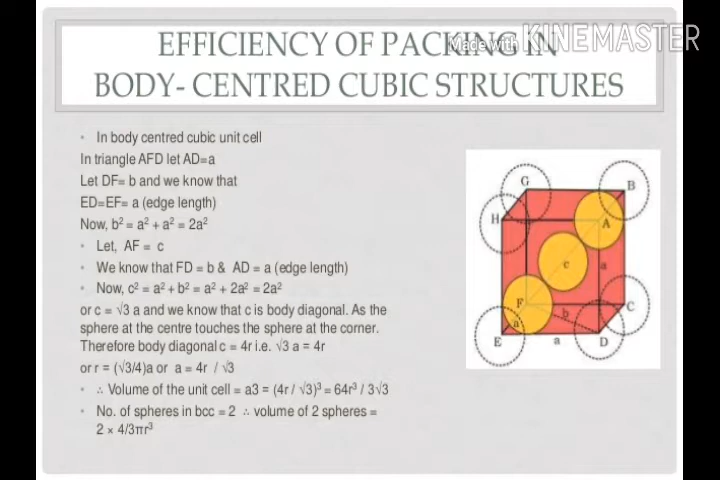 Made with KINEMASTER
EFFICIENCY OF PACKING IN
BODY- CENTRED CUBIC STRUCTURES
• In body centred cubic unit cell
In triangle AFD let AD=a
Let DF= b and we know that
ED=EF= a (edge length)
Now, b² = a² + a² = 2a²
• Let, AF = c
• We know that FD = b & AD = a (edge length)
• Now, c² = a² + b² = a² + 2a² = 2a²
or c = √3 a and we know that c is body diagonal. As the
sphere at the centre touches the sphere at the corner.
Therefore body diagonal c = 4r i.e. √3 a = 4r
or r = (√3/4)a or a = 4r / √3
• ∴ Volume of the unit cell = a3 = (4r / √3)³ = 64r³ / 3√3
• No. of spheres in bcc = 2 ∴ volume of 2 spheres =
2 × 4/3πr³
G
B
H
A
c
a
F
b
C
a
E
a
D